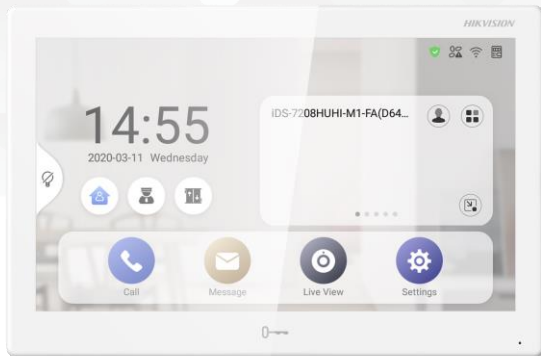 HIKVISION
14:55
2020-03-11 Wednesday
iDS-7208HUHI-M1-FA(D64...
Call
Message
Live View
Settings